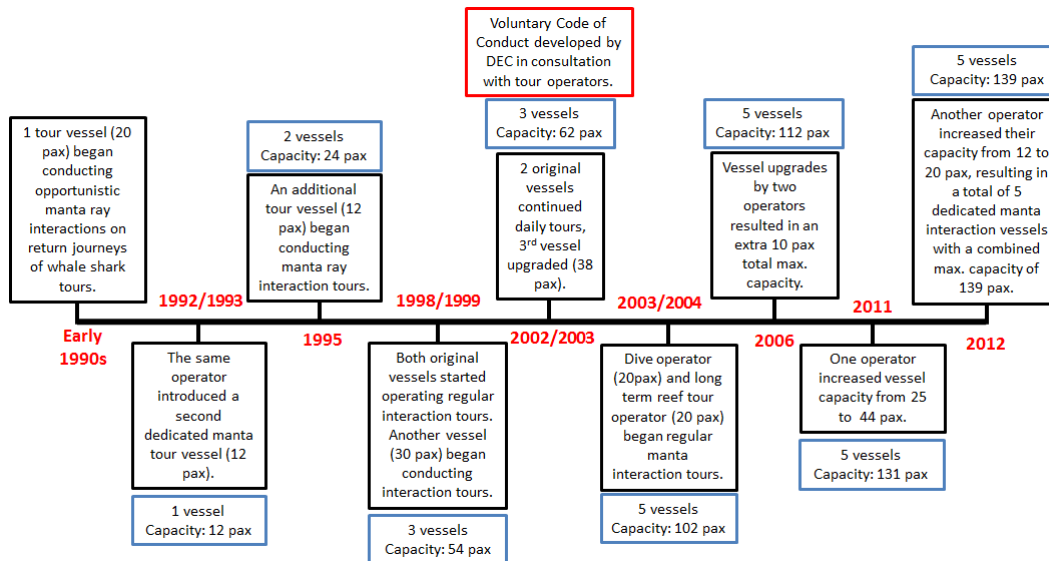 Voluntary Code of
Conduct developed by
DEC in consultation
with tour operators.
1 tour vessel (20
pax) began
conducting
opportunistic
manta ray
interactions on
return journeys
of whale shark
tours.
Early
1990s
1992/1993
The same
operator
introduced a
second
dedicated manta
tour vessel (12
pax).
1 vessel
Capacity: 12 pax
2 vessels
Capacity: 24 pax
An additional
tour vessel (12
pax) began
conducting
manta ray
interaction tours.
1995
1998/1999
Both original
vessels started
operating regular
interaction tours.
Another vessel
(30 pax) began
conducting
interaction tours.
3 vessels
Capacity: 54 pax
3 vessels
Capacity: 62 pax
2 original
vessels
continued
daily tours,
3rd vessel
upgraded (38
pax).
2002/2003
2003/2004
Dive operator
(20pax) and long
term reef tour
operator (20 pax)
began regular
manta
interaction tours.
5 vessels
Capacity: 102 pax
5 vessels
Capacity: 112 pax
Vessel upgrades
by two
operators
resulted in an
extra 10 pax
total max.
capacity.
2006
2011
One operator
increased vessel
capacity from 25
to 44 pax.
5 vessels
Capacity: 131 pax
5 vessels
Capacity: 139 pax
Another operator
increased their
capacity from 12 to
20 pax, resulting in
a total of 5
dedicated manta
interaction vessels
with a combined
max. capacity of
139 pax.
2012